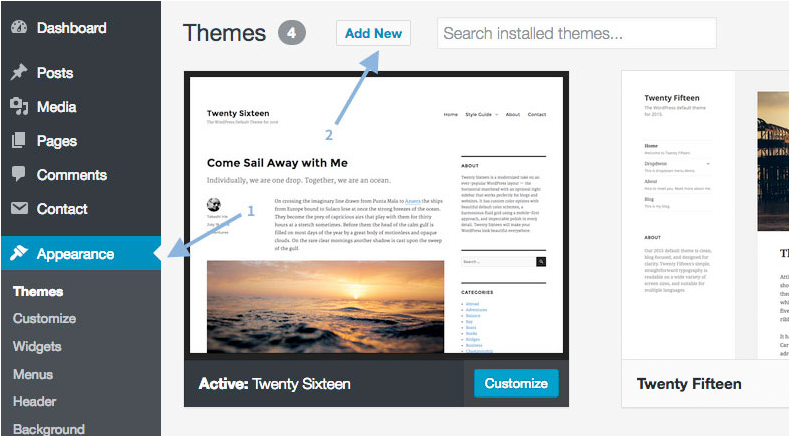 Dashboard
Posts
Media
Pages
Comments
Contact
Appearance
Themes
Customize
Widgets
Menus
Header
Background
Themes 4 Add New Search installed themes...
2
1
Twenty Sixteen
The WordPress Default Theme for 2016
Home Style Guide About Contact
Come Sail Away with Me
Individually, we are one drop. Together, we are an ocean.
Takashi Irie
July 28,
On crossing the imaginary line drawn from Punta Mala to Azuera the ships
from Europe bound to Sulaco lose at once the strong breezes of the ocean.
They become the prey of capricious airs that play with them for thirty
hours at a stretch sometimes. Before them the head of the calm gulf is
filled on most days of the year by a great body of motionless and opaque
clouds. On the rare clear mornings another shadow is cast upon the sweep
of the gulf.
ABOUT
Twenty Sixteen is a modernized take on an
ever-popular WordPress layout — the
horizontal masthead with an optional right
sidebar that works perfectly for blogs and
websites. It has custom color options with
beautiful default color schemes, a
harmonious fluid grid using a mobile-first
approach, and impeccable polish in every
detail. Twenty Sixteen will make your
WordPress look beautiful everywhere.
Search ...
CATEGORIES
Abroad
Adventures
Balance
Bay
Boats
Books
Bridges
Business
Championship
Active: Twenty Sixteen
Customize
Twenty Fifteen
The WordPress default theme
for 2015.
Home
Welcome to Twenty Fifteen.
Dropdown
This is dropdown menu items.
About
Nice to meet you. Read more about me.
Blog
This is my blog.
ABOUT
Our 2015 default theme is clean,
blog-focused, and designed for
clarity. Twenty Fifteen's simple,
straightforward typography is
readable on a wide variety of
screen sizes, and suitable for
multiple languages.
Twenty Fifteen